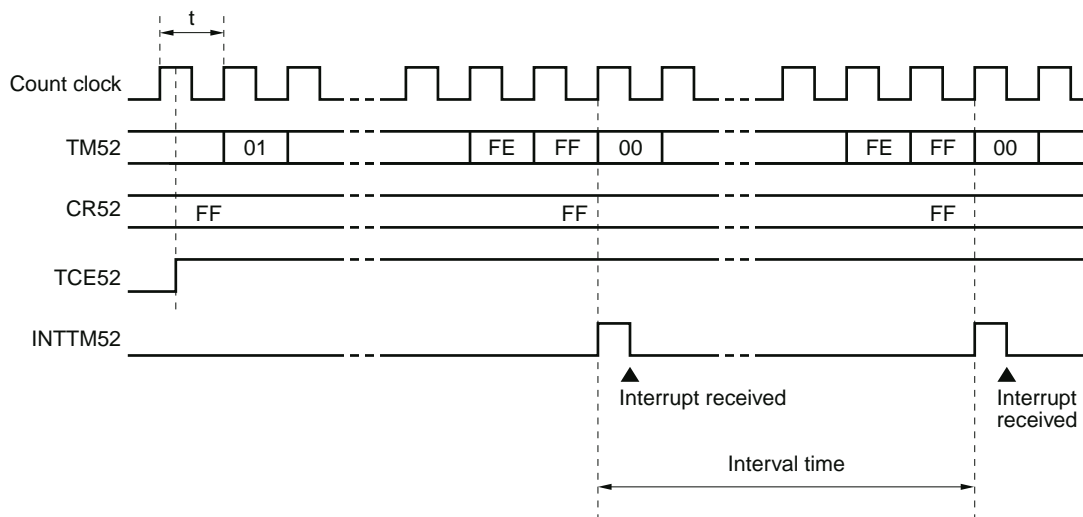 t
Count clock
TM52 01 FE FF 00 FE FF 00
CR52 FF FF FF
TCE52
INTTM52
Interrupt received
Interrupt
received
Interval time